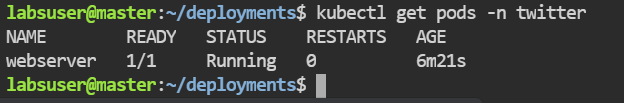 labsuser@master:~/deployments$ kubectl get pods -n twitter
NAME        READY   STATUS    RESTARTS   AGE
webserver   1/1     Running   0          6m21s
labsuser@master:~/deployments$